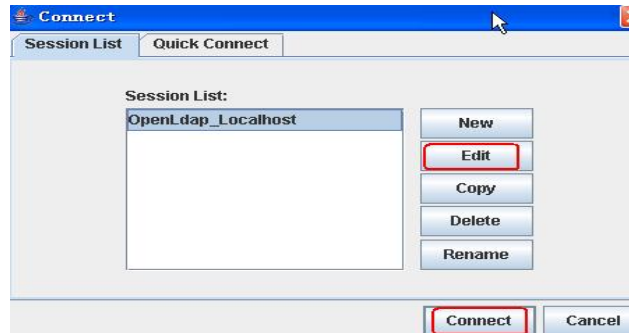 Connect
Session List Quick Connect
Session List:
OpenLdap_Localhost
New
Edit
Copy
Delete
Rename
Connect Cancel